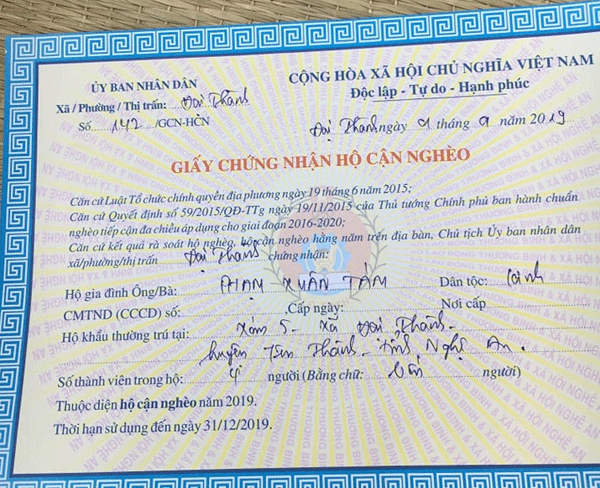 ỦY BAN NHÂN DÂN
CỘNG HÒA XÃ HỘI CHỦ NGHĨA VIỆT NAM
Xã / Phường / Thị trấn: Đại Thành
Độc lập - Tự do - Hạnh phúc
Số 142 /GCN-HCN
Đại Thành ngày 9 tháng 9 năm 2019
GIẤY CHỨNG NHẬN HỘ CẬN NGHÈO
Căn cứ Luật Tổ chức chính quyền địa phương ngày 19 tháng 6 năm 2015;
Căn cứ Quyết định số 59/2015/QĐ-TTg ngày 19/11/2015 của Thủ tướng Chính phủ ban hành chuẩn
nghèo tiếp cận đa chiều áp dụng cho giai đoạn 2016-2020;
Căn cứ kết quả rà soát hộ nghèo, hộ cận nghèo hằng năm trên địa bàn, Chủ tịch Ủy ban nhân dân
xã/phường/thị trấn Đại Thành chứng nhận:
Hộ gia đình Ông/Bà: PHAN XUÂN TÂM Dân tộc: kinh
CMTND (CCCD) số: Cấp ngày: Nơi cấp
Hộ khẩu thường trú tại: Xóm 5 - Xã Đại Thành -
huyện Yên Thành - tỉnh Nghệ An.
Số thành viên trong hộ: 4 người (Bằng chữ: bốn người)
Thuộc diện hộ cận nghèo năm 2019.
Thời hạn sử dụng đến ngày 31/12/2019.